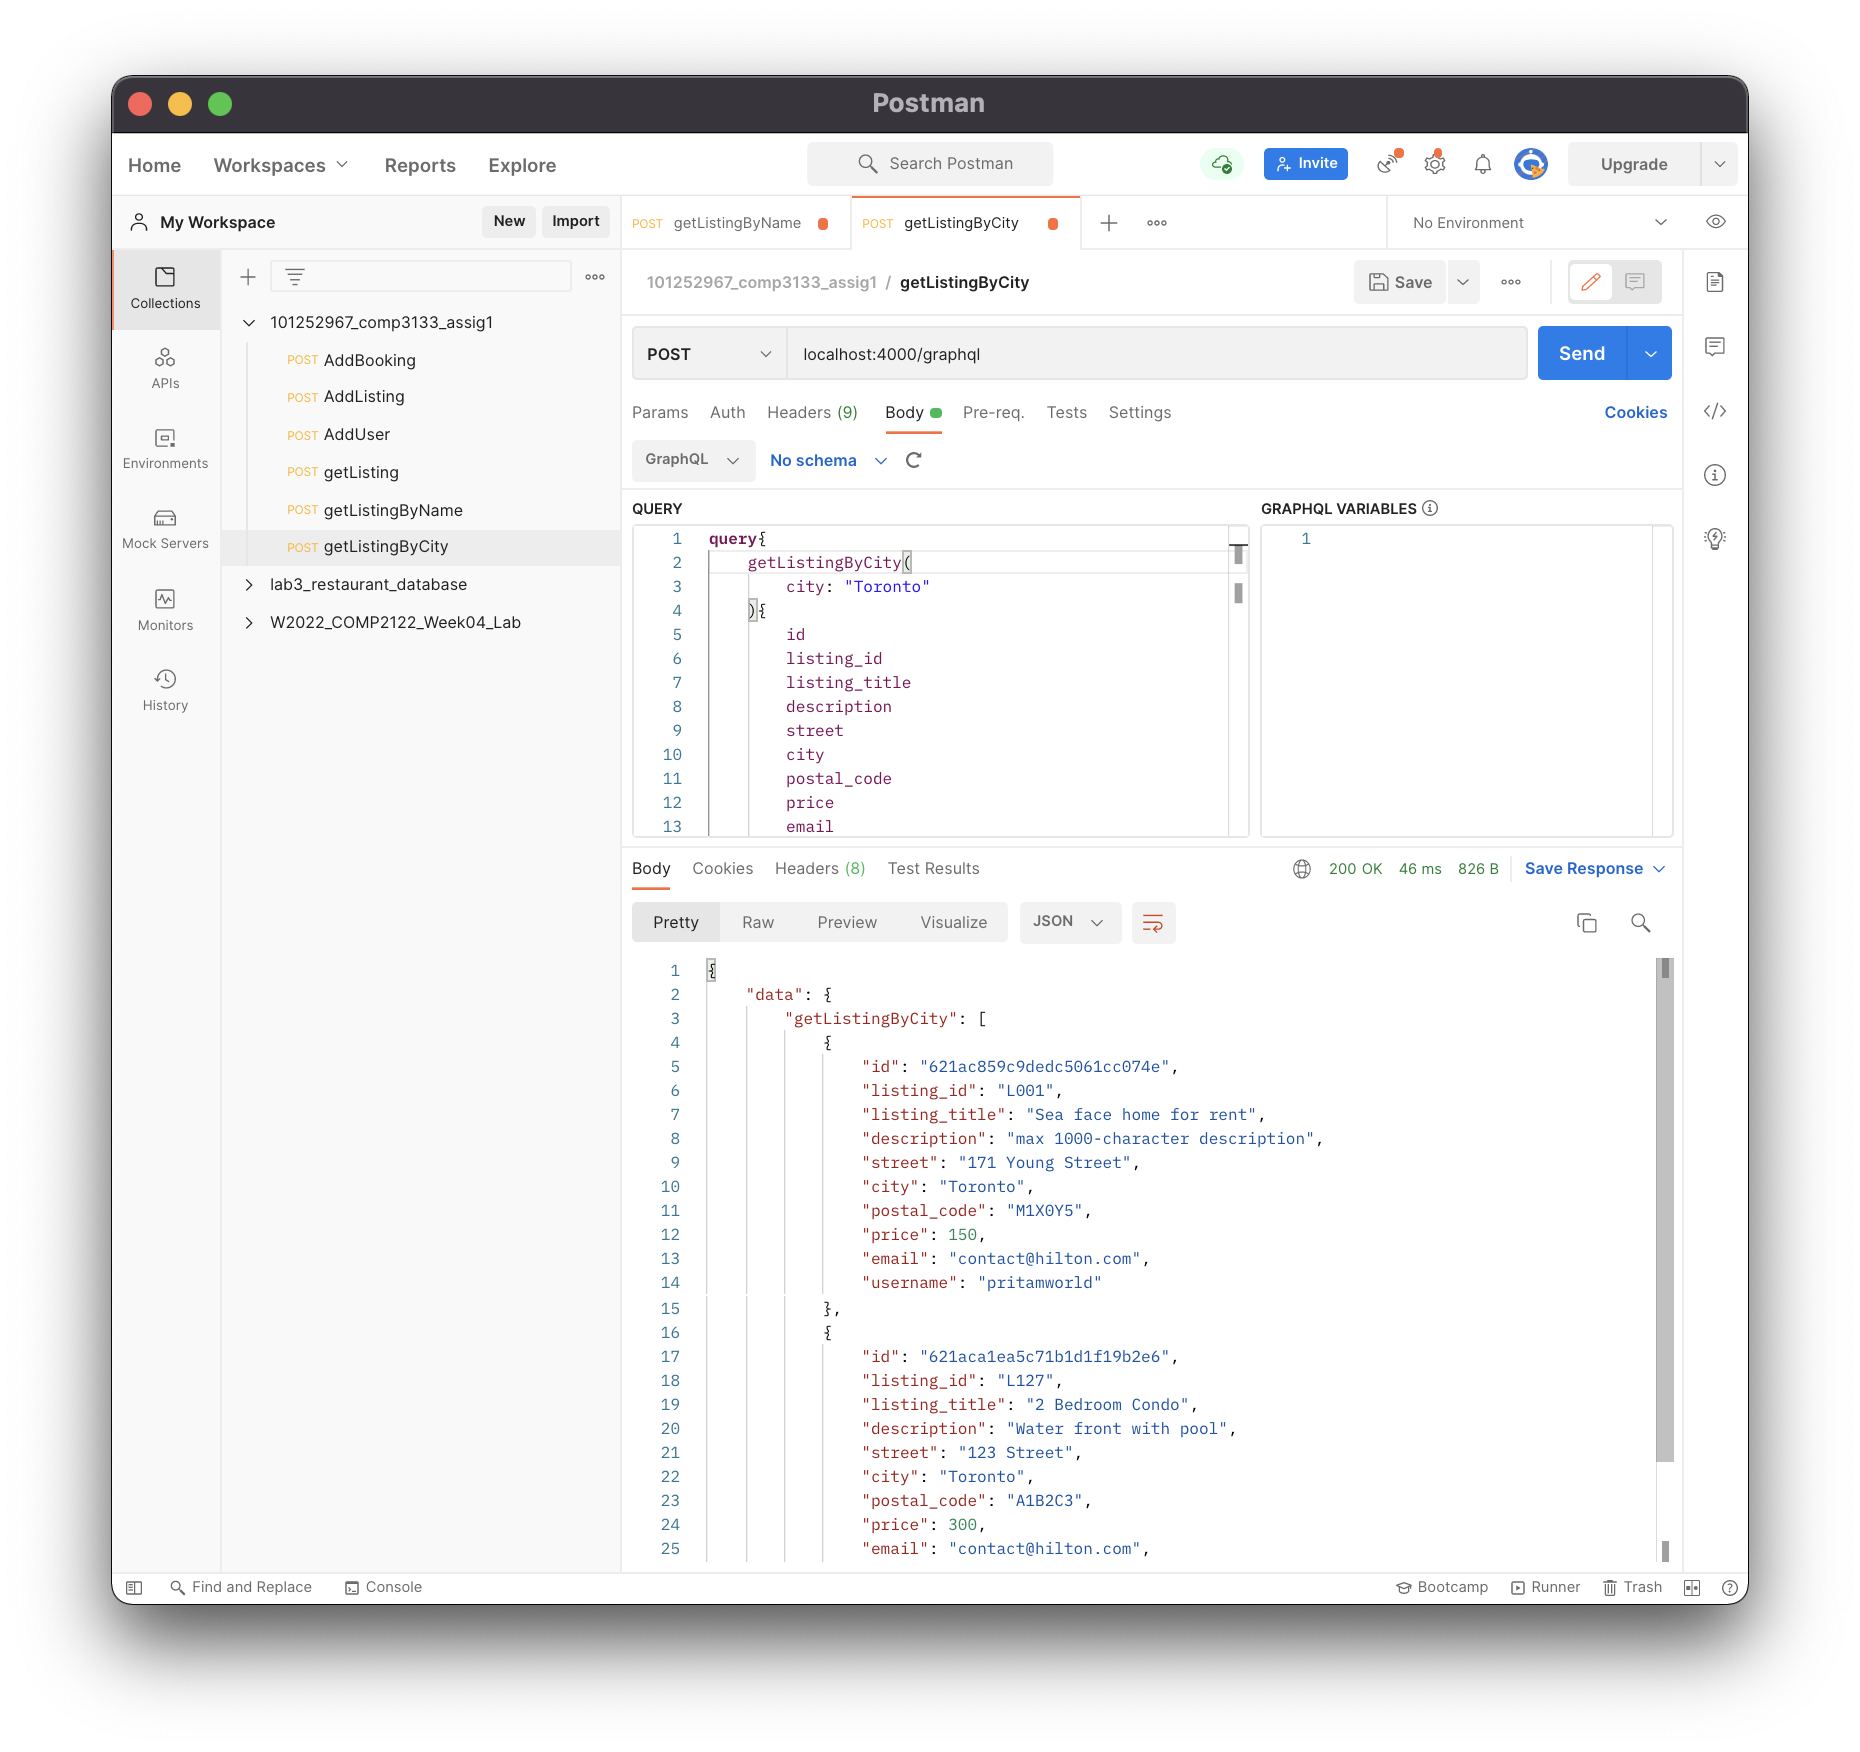 Postman
Home Workspaces Reports Explore Search Postman Invite Upgrade
My Workspace New Import POST getListingByName POST getListingByCity No Environment
Collections
APIs
Environments
Mock Servers
Monitors
History
101252967_comp3133_assig1
POST AddBooking
POST AddListing
POST AddUser
POST getListing
POST getListingByName
POST getListingByCity
lab3_restaurant_database
W2022_COMP2122_Week04_Lab
101252967_comp3133_assig1 / getListingByCity Save
POST localhost:4000/graphql Send
Params Auth Headers (9) Body Pre-req. Tests Settings Cookies
GraphQL No schema
QUERY
1 query{
2 getListingByCity(
3 city: "Toronto"
4 ){
5 id
6 listing_id
7 listing_title
8 description
9 street
10 city
11 postal_code
12 price
13 email
GRAPHQL VARIABLES
1
Body Cookies Headers (8) Test Results 200 OK 46 ms 826 B Save Response
Pretty Raw Preview Visualize JSON
1 {
2 "data": {
3 "getListingByCity": [
4 {
5 "id": "621ac859c9dedc5061cc074e",
6 "listing_id": "L001",
7 "listing_title": "Sea face home for rent",
8 "description": "max 1000-character description",
9 "street": "171 Young Street",
10 "city": "Toronto",
11 "postal_code": "M1X0Y5",
12 "price": 150,
13 "email": "contact@hilton.com",
14 "username": "pritamworld"
15 },
16 {
17 "id": "621aca1ea5c71b1d1f19b2e6",
18 "listing_id": "L127",
19 "listing_title": "2 Bedroom Condo",
20 "description": "Water front with pool",
21 "street": "123 Street",
22 "city": "Toronto",
23 "postal_code": "A1B2C3",
24 "price": 300,
25 "email": "contact@hilton.com",
Find and Replace Console Bootcamp Runner Trash